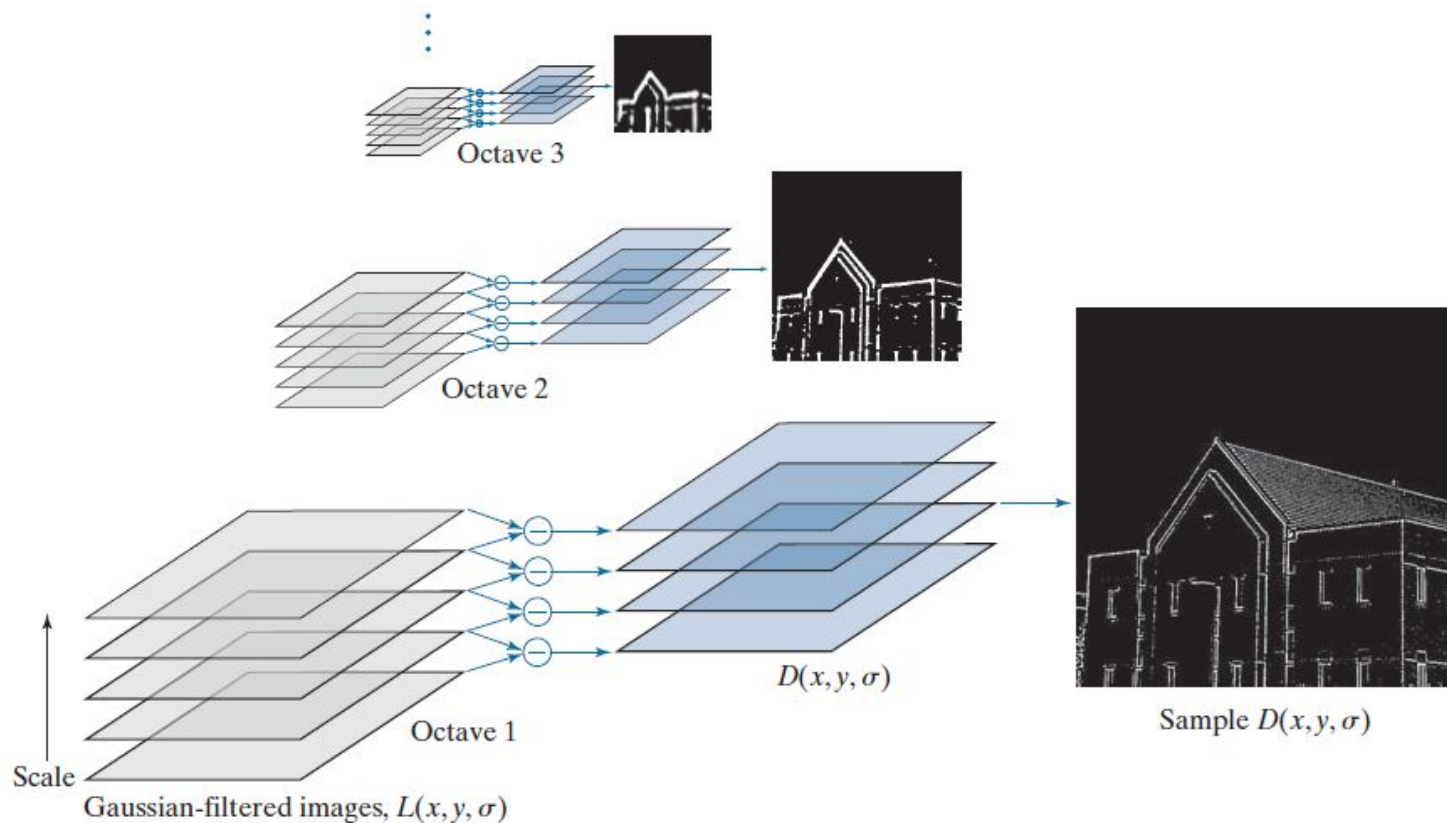 Octave 3
Octave 2
D(x, y, σ)
Octave 1
Sample D(x, y, σ)
Scale
Gaussian-filtered images, L(x, y, σ)